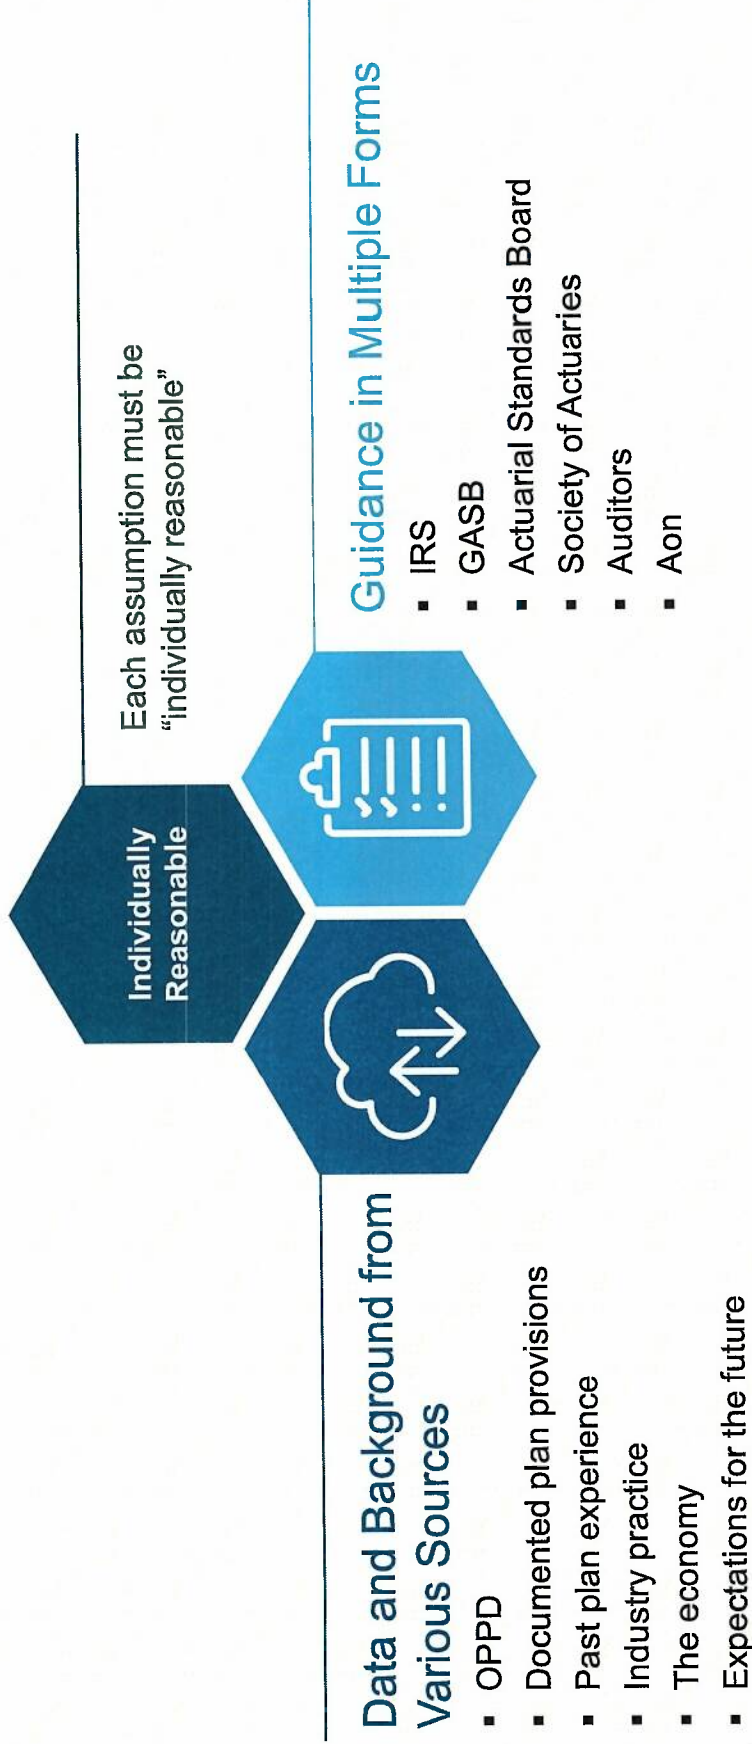 Individually
Reasonable
Each assumption must be
“individually reasonable”
Data and Background from
Various Sources
▪ OPPD
▪ Documented plan provisions
▪ Past plan experience
▪ Industry practice
▪ The economy
▪ Expectations for the future
Guidance in Multiple Forms
▪ IRS
▪ GASB
▪ Actuarial Standards Board
▪ Society of Actuaries
▪ Auditors
▪ Aon